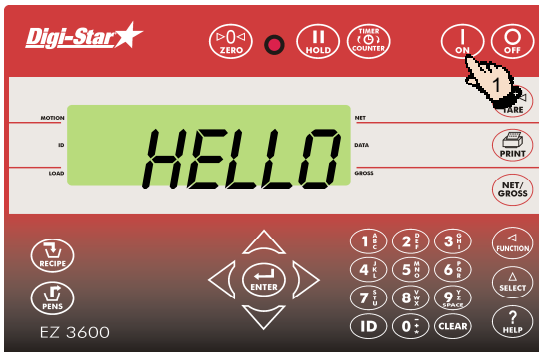 Digi-Star
0
ZERO
HOLD
TIMER
COUNTER
ON
OFF
1
TARE
MOTION
NET
ID
DATA
LOAD
GROSS
HELLO
PRINT
NET/
GROSS
RECIPE
PENS
ENTER
1 A B C
2 D E F
3 G H I
4 J K L
5 M N O
6 P Q R
7 S T U
8 V W X
9 Y Z SPACE
ID
0 - + *
CLEAR
FUNCTION
SELECT
?
HELP
EZ 3600